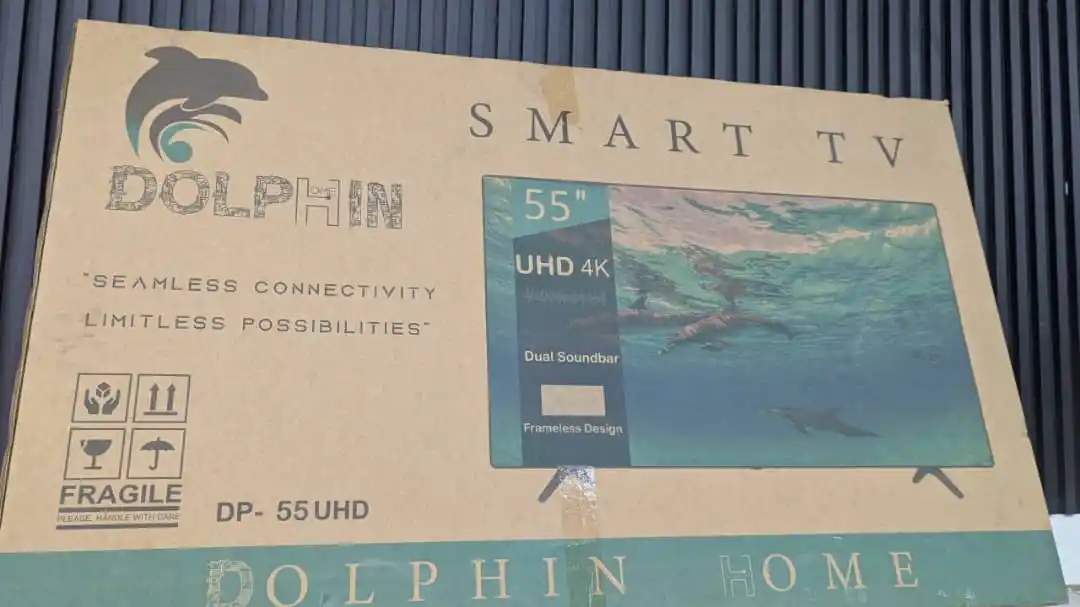 DOLPHIN
SMART TV
"SEAMLESS CONNECTIVITY
LIMITLESS POSSIBILITIES"
55"
UHD 4K
Dual Soundbar
Frameless Design
FRAGILE
PLEASE, HANDLE WITH CARE
DP- 55UHD
DOLPHIN HOME